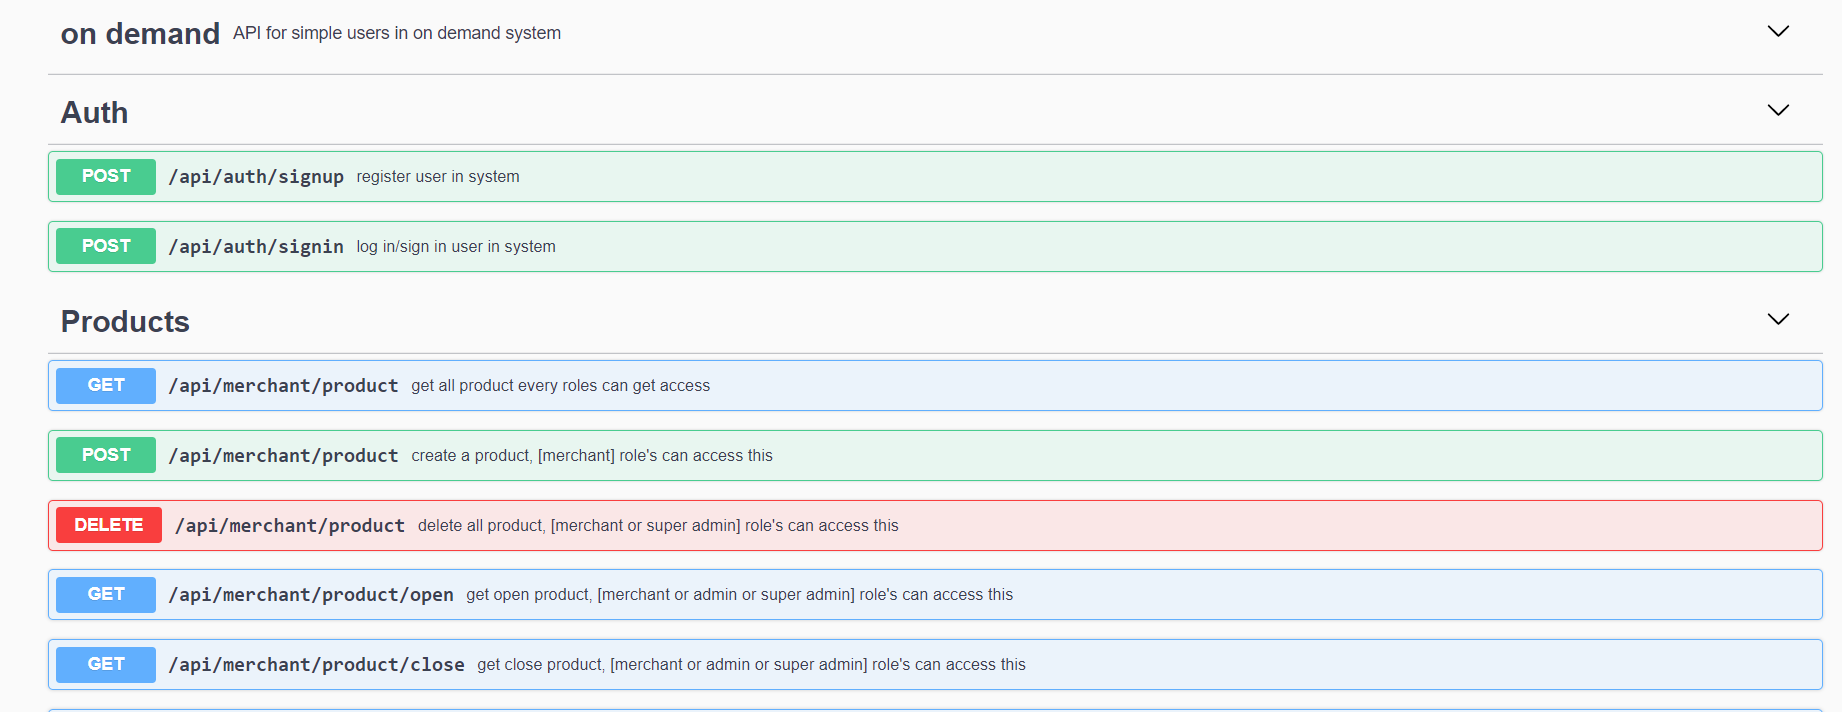 on demand API for simple users in on demand system
Auth
POST /api/auth/signup register user in system
POST /api/auth/signin log in/sign in user in system
Products
GET /api/merchant/product get all product every roles can get access
POST /api/merchant/product create a product, [merchant] role's can access this
DELETE /api/merchant/product delete all product, [merchant or super admin] role's can access this
GET /api/merchant/product/open get open product, [merchant or admin or super admin] role's can access this
GET /api/merchant/product/close get close product, [merchant or admin or super admin] role's can access this